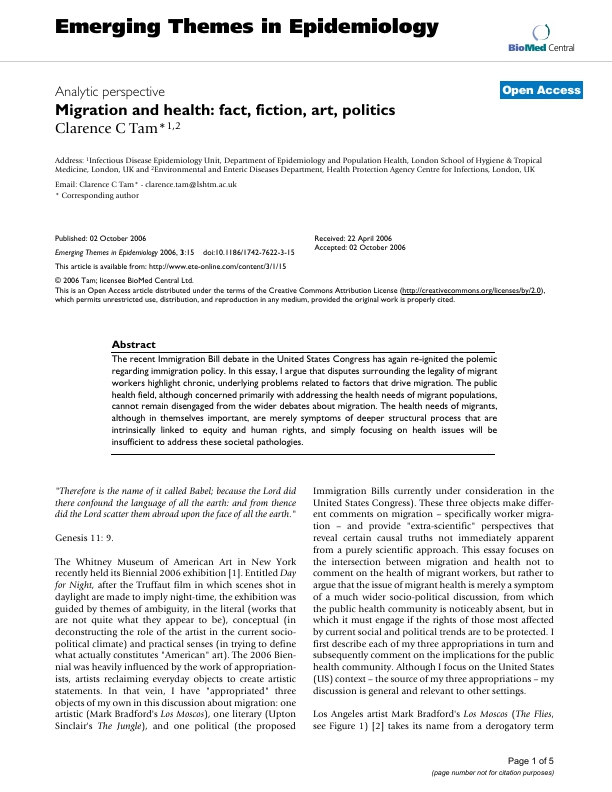 Emerging Themes in Epidemiology
BioMed Central
Open Access
Analytic perspective
Migration and health: fact, fiction, art, politics
Clarence C Tam*1,2
Address: 1Infectious Disease Epidemiology Unit, Department of Epidemiology and Population Health, London School of Hygiene & Tropical
Medicine, London, UK and 2Environmental and Enteric Diseases Department, Health Protection Agency Centre for Infections, London, UK
Email: Clarence C Tam* - clarence.tam@lshtm.ac.uk
* Corresponding author
Published: 02 October 2006
Emerging Themes in Epidemiology 2006, 3:15 doi:10.1186/1742-7622-3-15
Received: 22 April 2006
Accepted: 02 October 2006
This article is available from: http://www.ete-online.com/content/3/1/15
© 2006 Tam; licensee BioMed Central Ltd.
This is an Open Access article distributed under the terms of the Creative Commons Attribution License (http://creativecommons.org/licenses/by/2.0),
which permits unrestricted use, distribution, and reproduction in any medium, provided the original work is properly cited.
Abstract
The recent Immigration Bill debate in the United States Congress has again re-ignited the polemic
regarding immigration policy. In this essay, I argue that disputes surrounding the legality of migrant
workers highlight chronic, underlying problems related to factors that drive migration. The public
health field, although concerned primarily with addressing the health needs of migrant populations,
cannot remain disengaged from the wider debates about migration. The health needs of migrants,
although in themselves important, are merely symptoms of deeper structural process that are
intrinsically linked to equity and human rights, and simply focusing on health issues will be
insufficient to address these societal pathologies.
"Therefore is the name of it called Babel; because the Lord did
there confound the language of all the earth: and from thence
did the Lord scatter them abroad upon the face of all the earth."
Genesis 11: 9.
The Whitney Museum of American Art in New York
recently held its Biennial 2006 exhibition [1]. Entitled Day
for Night, after the Truffaut film in which scenes shot in
daylight are made to imply night-time, the exhibition was
guided by themes of ambiguity, in the literal (works that
are not quite what they appear to be), conceptual (in
deconstructing the role of the artist in the current socio-
political climate) and practical senses (in trying to define
what actually constitutes "American" art). The 2006 Bien-
nial was heavily influenced by the work of appropriation-
ists, artists reclaiming everyday objects to create artistic
statements. In that vein, I have "appropriated" three
objects of my own in this discussion about migration: one
artistic (Mark Bradford's Los Moscos), one literary (Upton
Sinclair's The Jungle), and one political (the proposed
Immigration Bills currently under consideration in the
United States Congress). These three objects make differ-
ent comments on migration – specifically worker migra-
tion – and provide "extra-scientific" perspectives that
reveal certain causal truths not immediately apparent
from a purely scientific approach. This essay focuses on
the intersection between migration and health not to
comment on the health of migrant workers, but rather to
argue that the issue of migrant health is merely a symptom
of a much wider socio-political discussion, from which
the public health community is noticeably absent, but in
which it must engage if the rights of those most affected
by current social and political trends are to be protected. I
first describe each of my three appropriations in turn and
subsequently comment on the implications for the public
health community. Although I focus on the United States
(US) context – the source of my three appropriations – my
discussion is general and relevant to other settings.
Los Angeles artist Mark Bradford's Los Moscos (The Flies,
see Figure 1) [2] takes its name from a derogatory term
Page 1 of 5
(page number not for citation purposes)